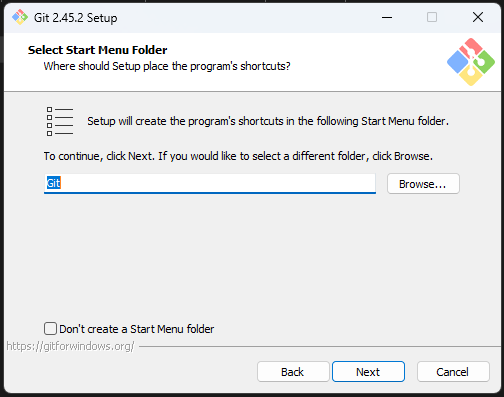 Git 2.45.2 Setup
Select Start Menu Folder
Where should Setup place the program's shortcuts?
Setup will create the program's shortcuts in the following Start Menu folder.
To continue, click Next. If you would like to select a different folder, click Browse.
Git
Browse...
Don't create a Start Menu folder
https://gitforwindows.org/
Back
Next
Cancel